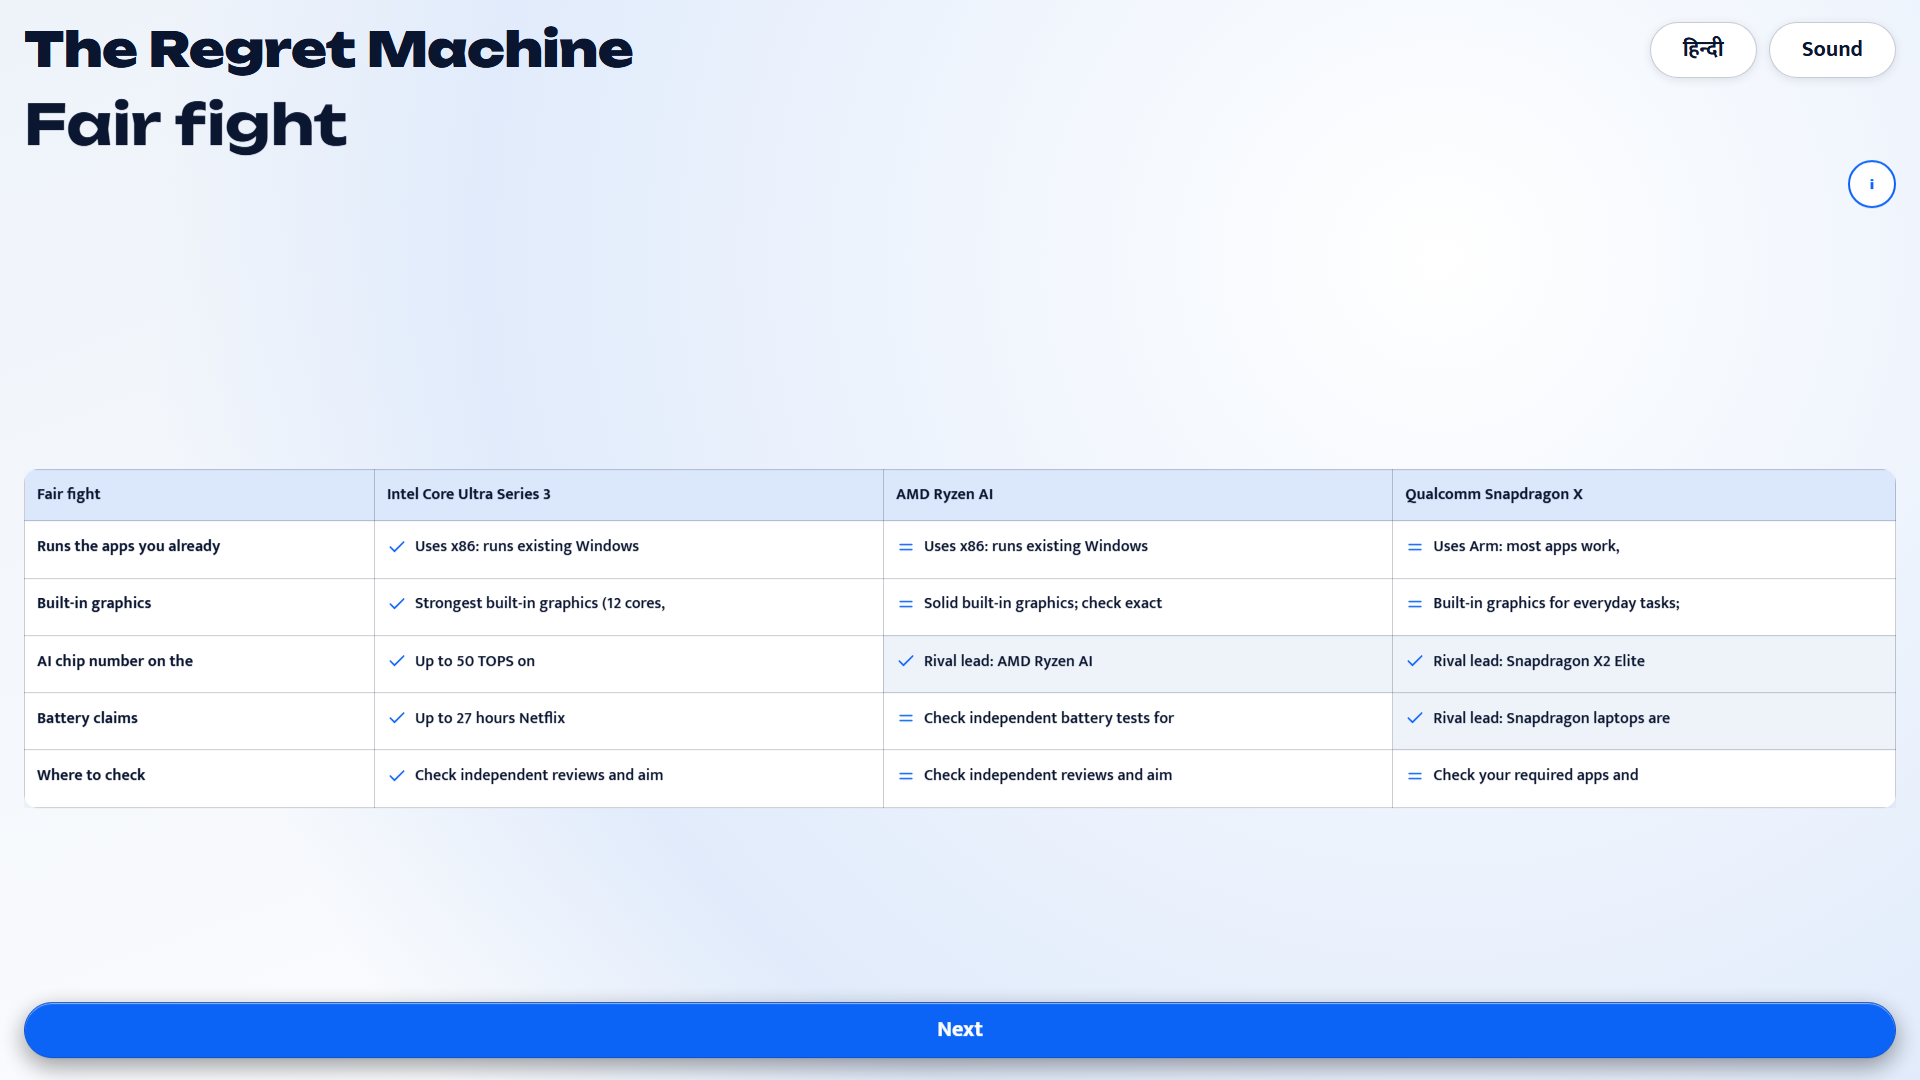 The Regret Machine
हिन्दी
Sound
Fair fight
i
Fair fight
Intel Core Ultra Series 3
AMD Ryzen AI
Qualcomm Snapdragon X
Runs the apps you already
Uses x86: runs existing Windows
Uses x86: runs existing Windows
Uses Arm: most apps work,
Built-in graphics
Strongest built-in graphics (12 cores,
Solid built-in graphics; check exact
Built-in graphics for everyday tasks;
AI chip number on the
Up to 50 TOPS on
Rival lead: AMD Ryzen AI
Rival lead: Snapdragon X2 Elite
Battery claims
Up to 27 hours Netflix
Check independent battery tests for
Rival lead: Snapdragon laptops are
Where to check
Check independent reviews and aim
Check independent reviews and aim
Check your required apps and
Next